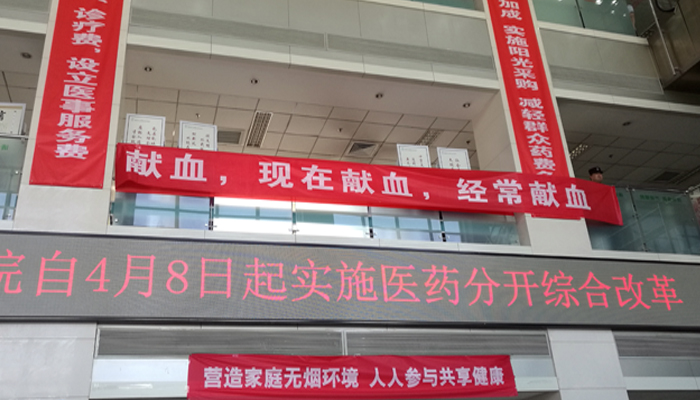 诊疗费，设立医事服务费
加成 实施阳光采购 减轻群众药费
献血，现在献血，经常献血
院自4月8日起实施医药分开综合改革
营造家庭无烟环境 人人参与共享健康